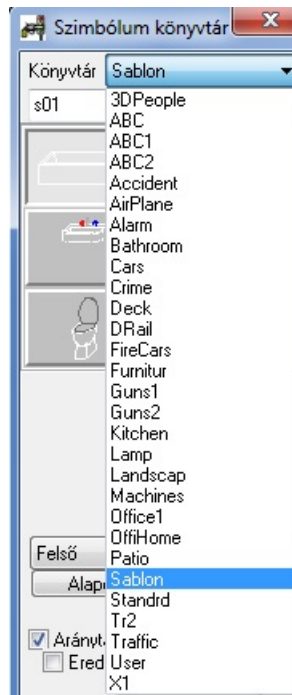 Szimbólum könyvtár
Könyvtár Sablon
s01
3DPeople
ABC
ABC1
ABC2
Accident
AirPlane
Alarm
Bathroom
Cars
Crime
Deck
DRail
FireCars
Furnitur
Guns1
Guns2
Kitchen
Lamp
Landscap
Machines
Office1
OffiHome
Patio
Sablon
Standrd
Tr2
Traffic
User
X1
Felső